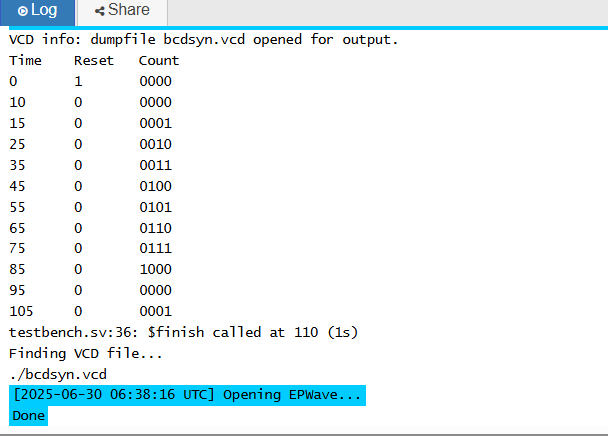 Log Share
VCD info: dumpfile bcdsyn.vcd opened for output.
Time Reset Count
0 1 0000
10 0 0000
15 0 0001
25 0 0010
35 0 0011
45 0 0100
55 0 0101
65 0 0110
75 0 0111
85 0 1000
95 0 0000
105 0 0001
testbench.sv:36: $finish called at 110 (1s)
Finding VCD file...
./bcdsyn.vcd
[2025-06-30 06:38:16 UTC] Opening EPWave...
Done